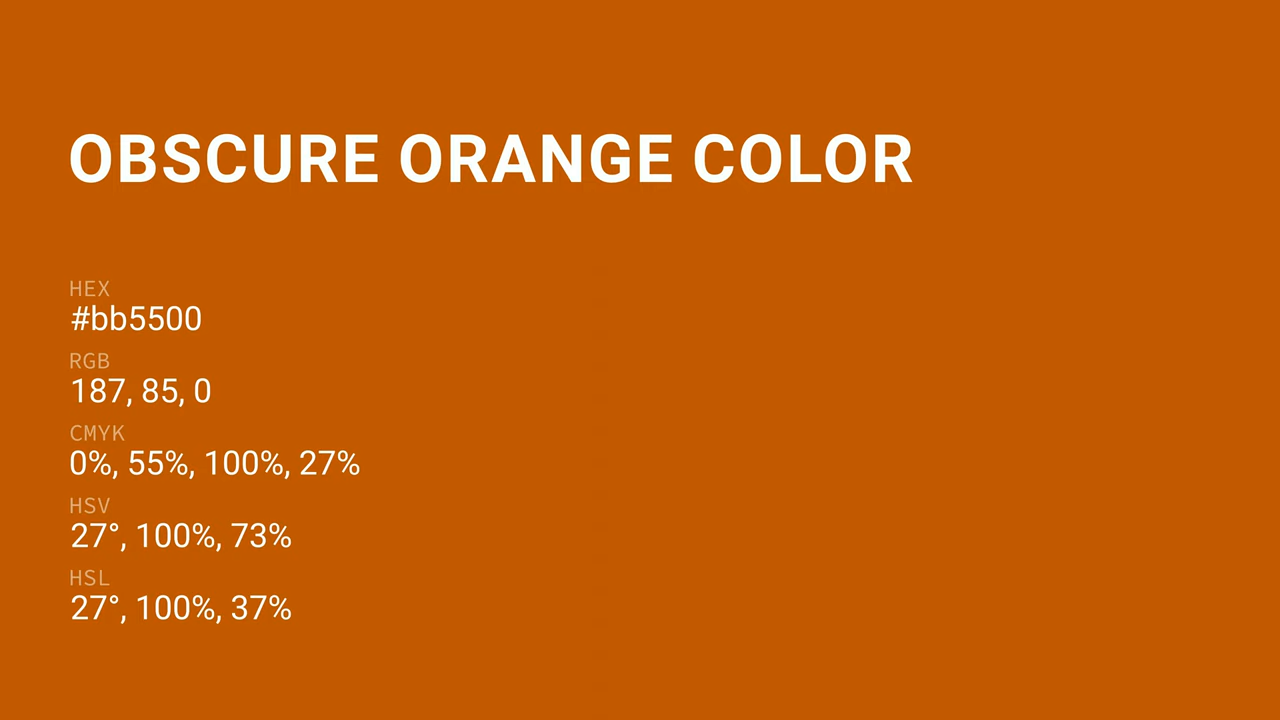 OBSCURE ORANGE COLOR
HEX
#bb5500
RGB
187, 85, 0
CMYK
0%, 55%, 100%, 27%
HSV
27°, 100%, 73%
HSL
27°, 100%, 37%